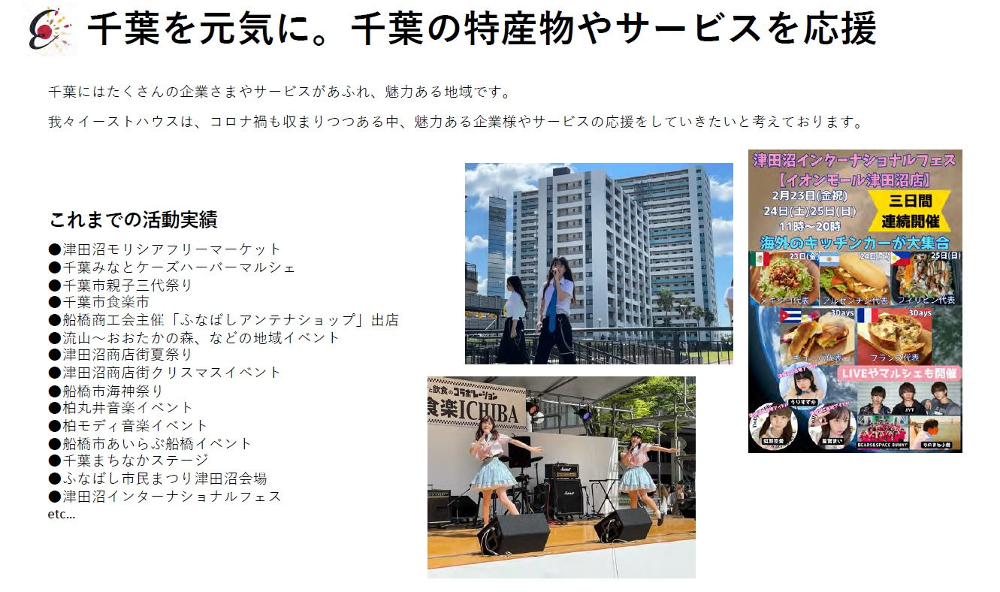 千葉を元気に。千葉の特産物やサービスを応援
千葉にはたくさんの企業さまやサービスがあふれ、魅力ある地域です。
我々イーストハウスは、コロナ禍も収まりつつある中、魅力ある企業様やサービスの応援をしていきたいと考えております。
これまでの活動実績
●津田沼モリシアフリーマーケット
●千葉みなとケーズハーバーマルシェ
●千葉市親子三代祭り
●千葉市食楽市
●船橋商工会主催「ふなばしアンテナショップ」出店
●流山～おおたかの森、などの地域イベント
●津田沼商店街夏祭り
●津田沼商店街クリスマスイベント
●船橋市海神祭り
●柏丸井音楽イベント
●柏モディ音楽イベント
●船橋市あいらぶ船橋イベント
●千葉まちなかステージ
●ふなばし市民まつり津田沼会場
●津田沼インターナショナルフェス
etc...
と飲食のコラボレーション
食楽ICHIBA
Marshall
津田沼インターナショナルフェス
【イオンモール津田沼店】
2月23日(金祝)
24日(土)25日(日)
11時～20時
三日間
連続開催
海外のキッチンカーが大集合
23日(金)
24日(土)
25日(日)
メキシコ代表
アルゼンチン代表
フィリピン代表
3Days
3Days
キューバ代表
フランス代表
LIVEやマルシェも開催
うりすずか
JYT
星宮まい
BEARS&SPACE BUNNY
ものまね小僧